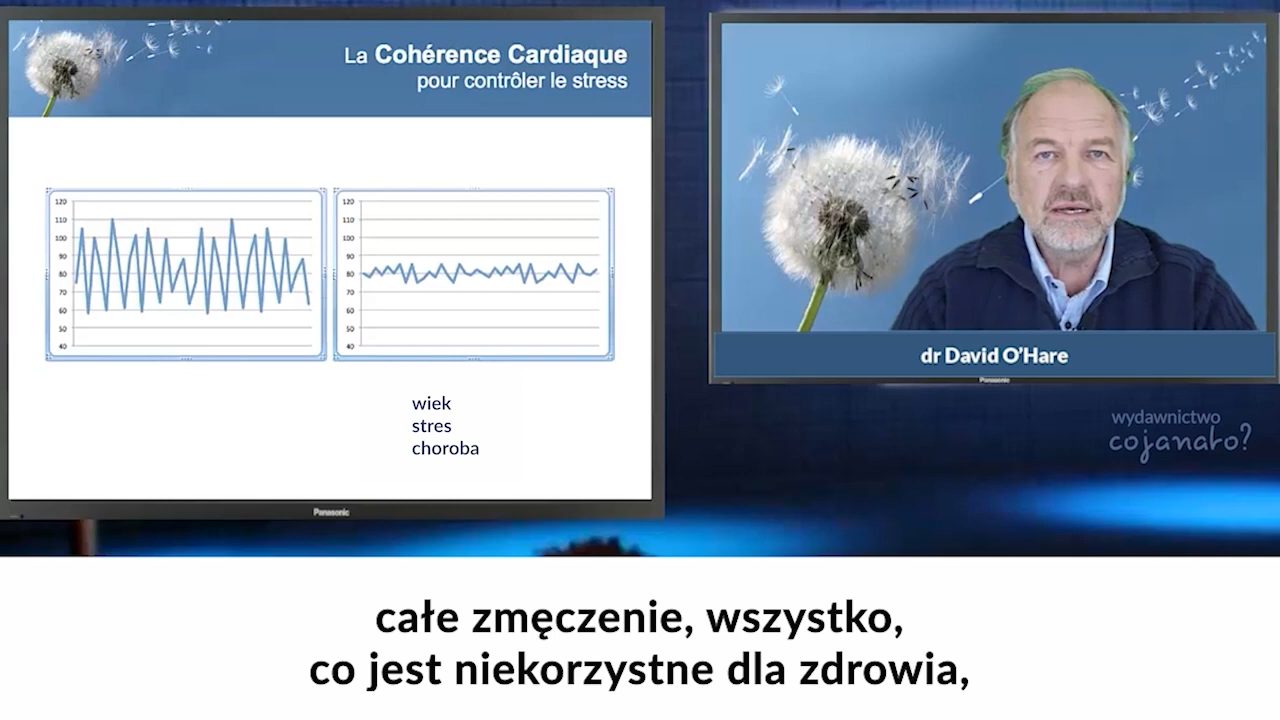 La Cohérence Cardiaque
pour contrôler le stress
120
110
100
90
80
70
60
50
40
120
110
100
90
80
70
60
50
40
wiek
stres
choroba
Panasonic
dr David O'Hare
Panasonic
wydawnictwo
cojanato?
całe zmęczenie, wszystko,
co jest niekorzystne dla zdrowia,